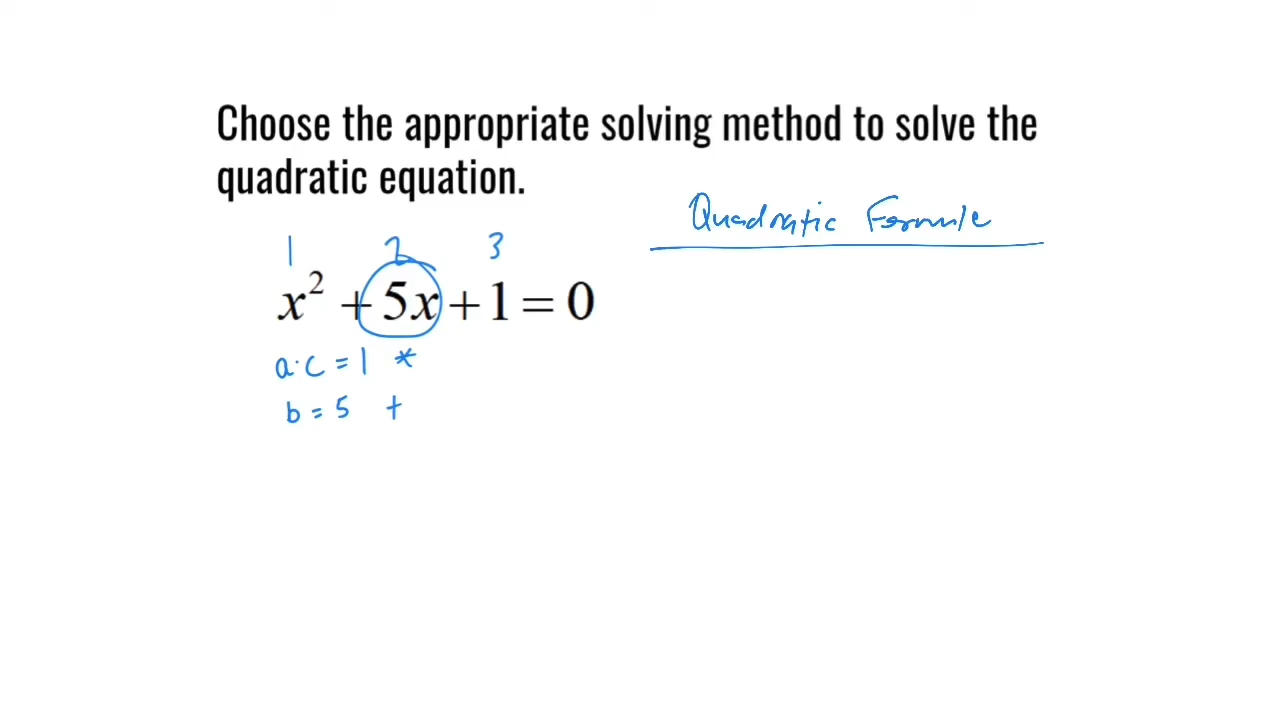 Choose the appropriate solving method to solve the
quadratic equation.
Quadratic Formule
1 2 3
x² + 5x + 1 = 0
a·c = 1 *
b = 5 +